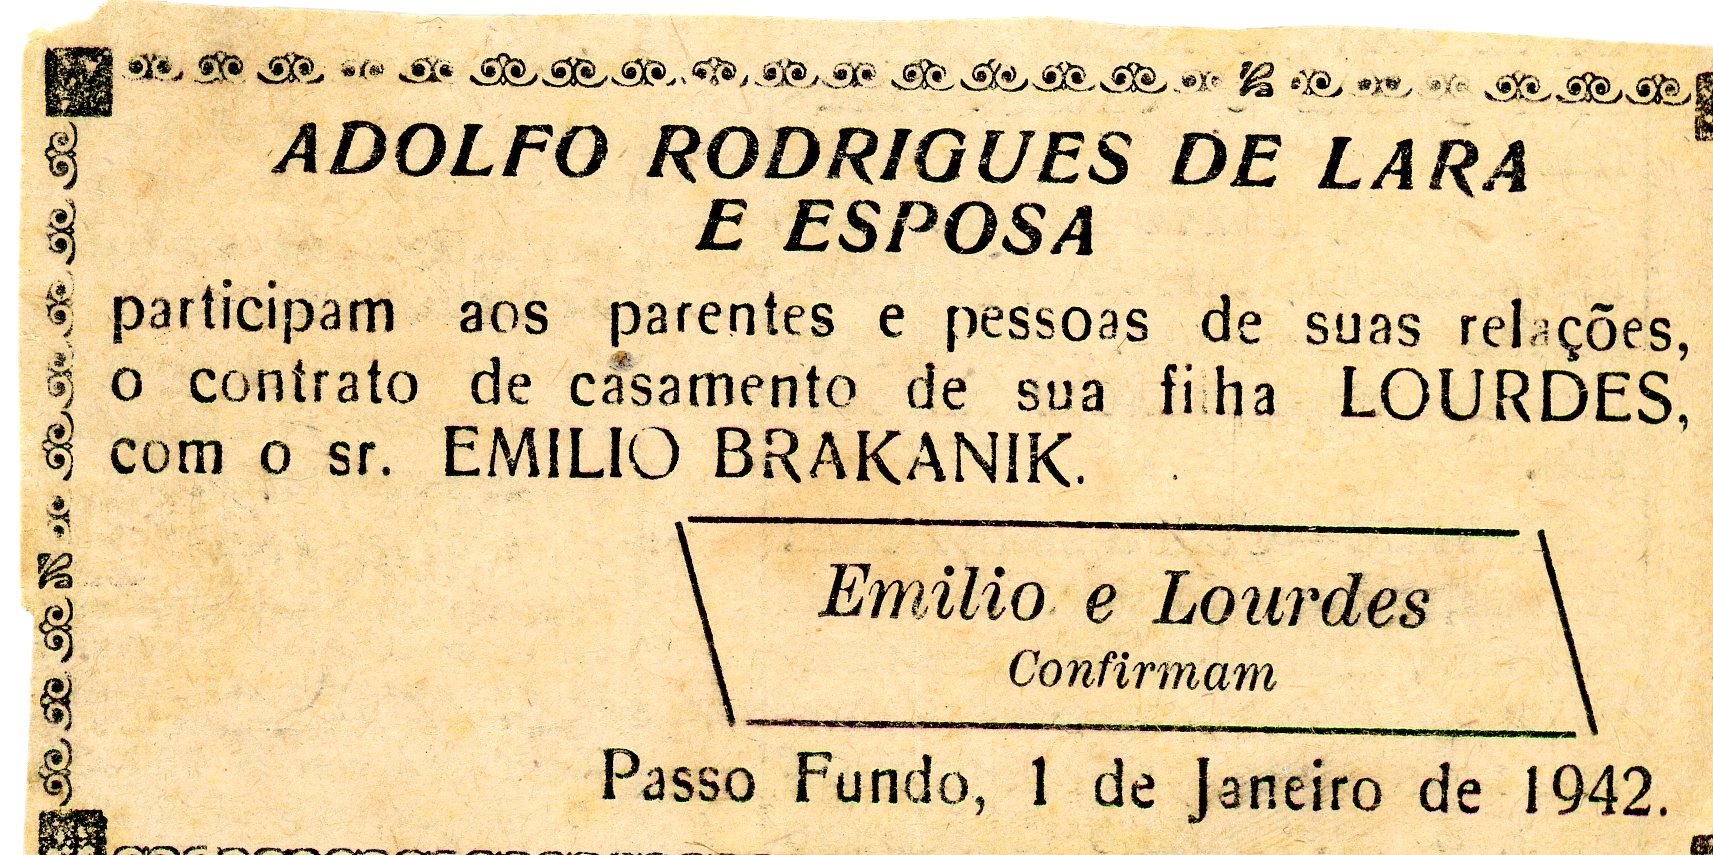 ADOLFO RODRIGUES DE LARA
E ESPOSA
participam aos parentes e pessoas de suas relações,
o contrato de casamento de sua filha LOURDES,
com o sr. EMILIO BRAKANIK.
Emilio e Lourdes
Confirmam
Passo Fundo, 1 de Janeiro de 1942.